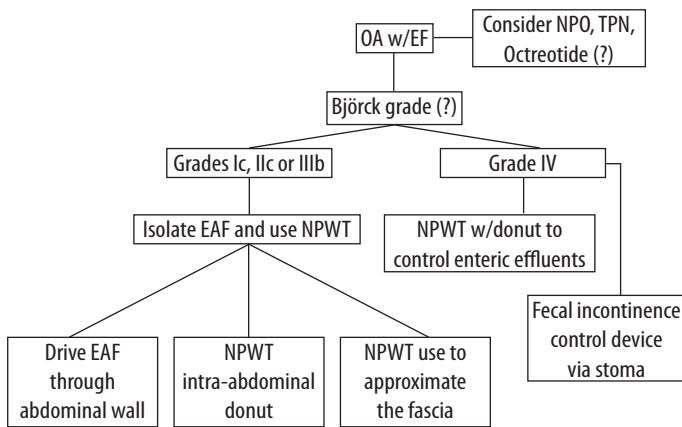 OA w/EF
Consider NPO, TPN,
Octreotide (?)
Björck grade (?)
Grades Ic, IIc or IIIb
Grade IV
Isolate EAF and use NPWT
NPWT w/donut to
control enteric effluents
Drive EAF
through
abdominal wall
NPWT
intra-abdominal
donut
NPWT use to
approximate
the fascia
Fecal incontinence
control device
via stoma